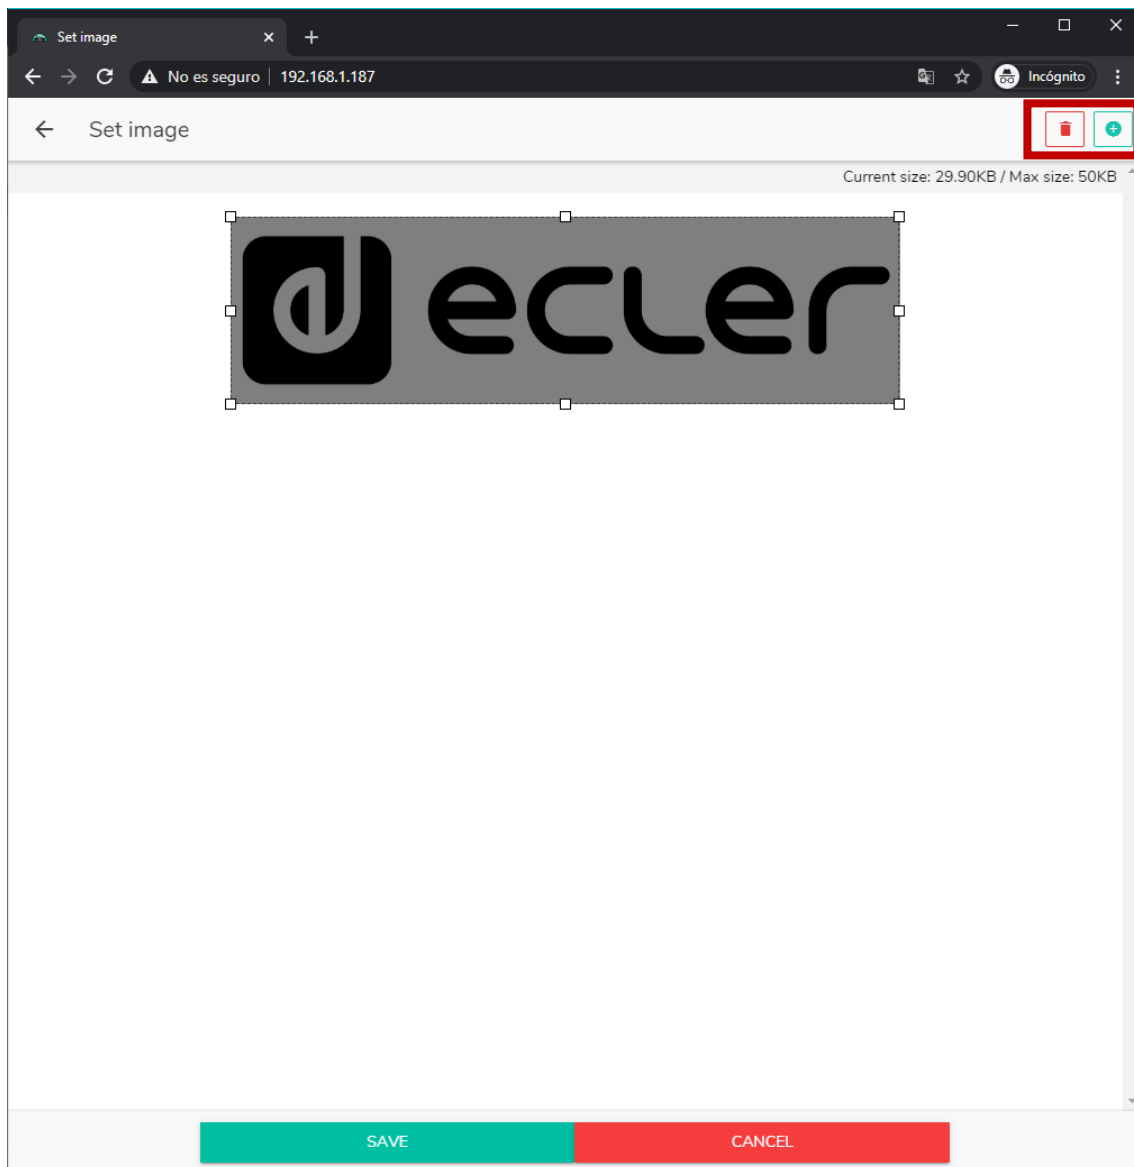 Set image
No es seguro 192.168.1.187
Incógnito
Set image
Current size: 29.90KB / Max size: 50KB
ecler
SAVE
CANCEL